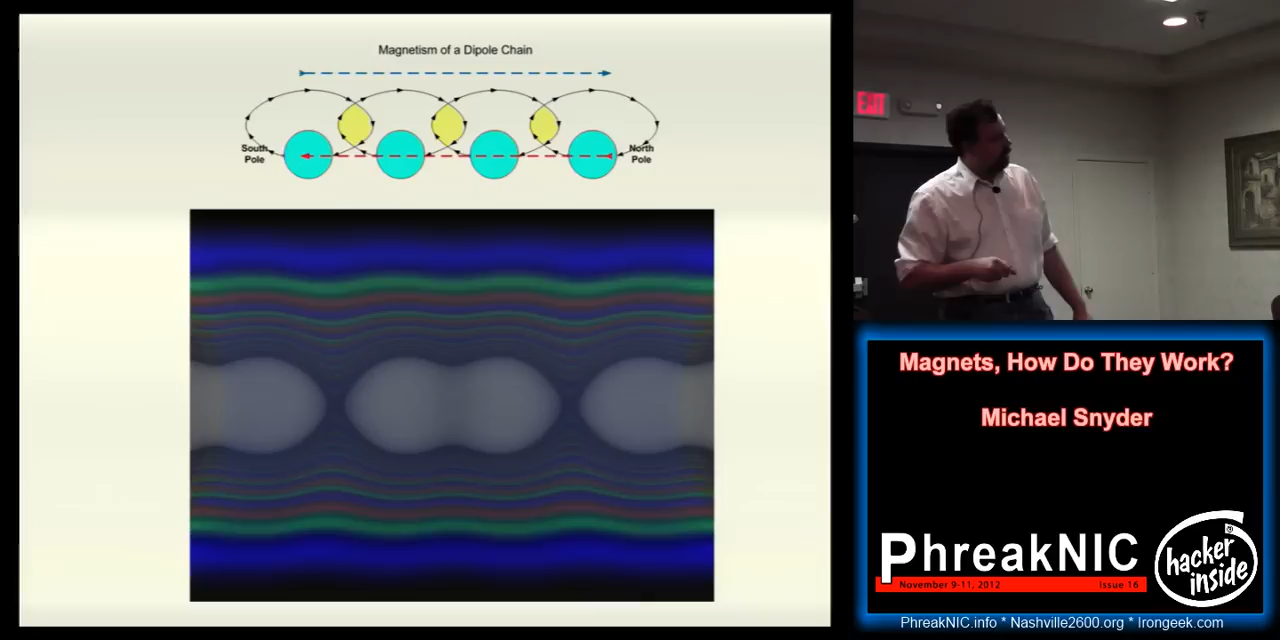 Magnetism of a Dipole Chain
South
Pole
North
Pole
EXIT
Magnets, How Do They Work?
Michael Snyder
PhreakNIC
November 9-11, 2012
Issue 16
hacker
inside
PhreakNIC.info * Nashville2600.org * Irongeek.com